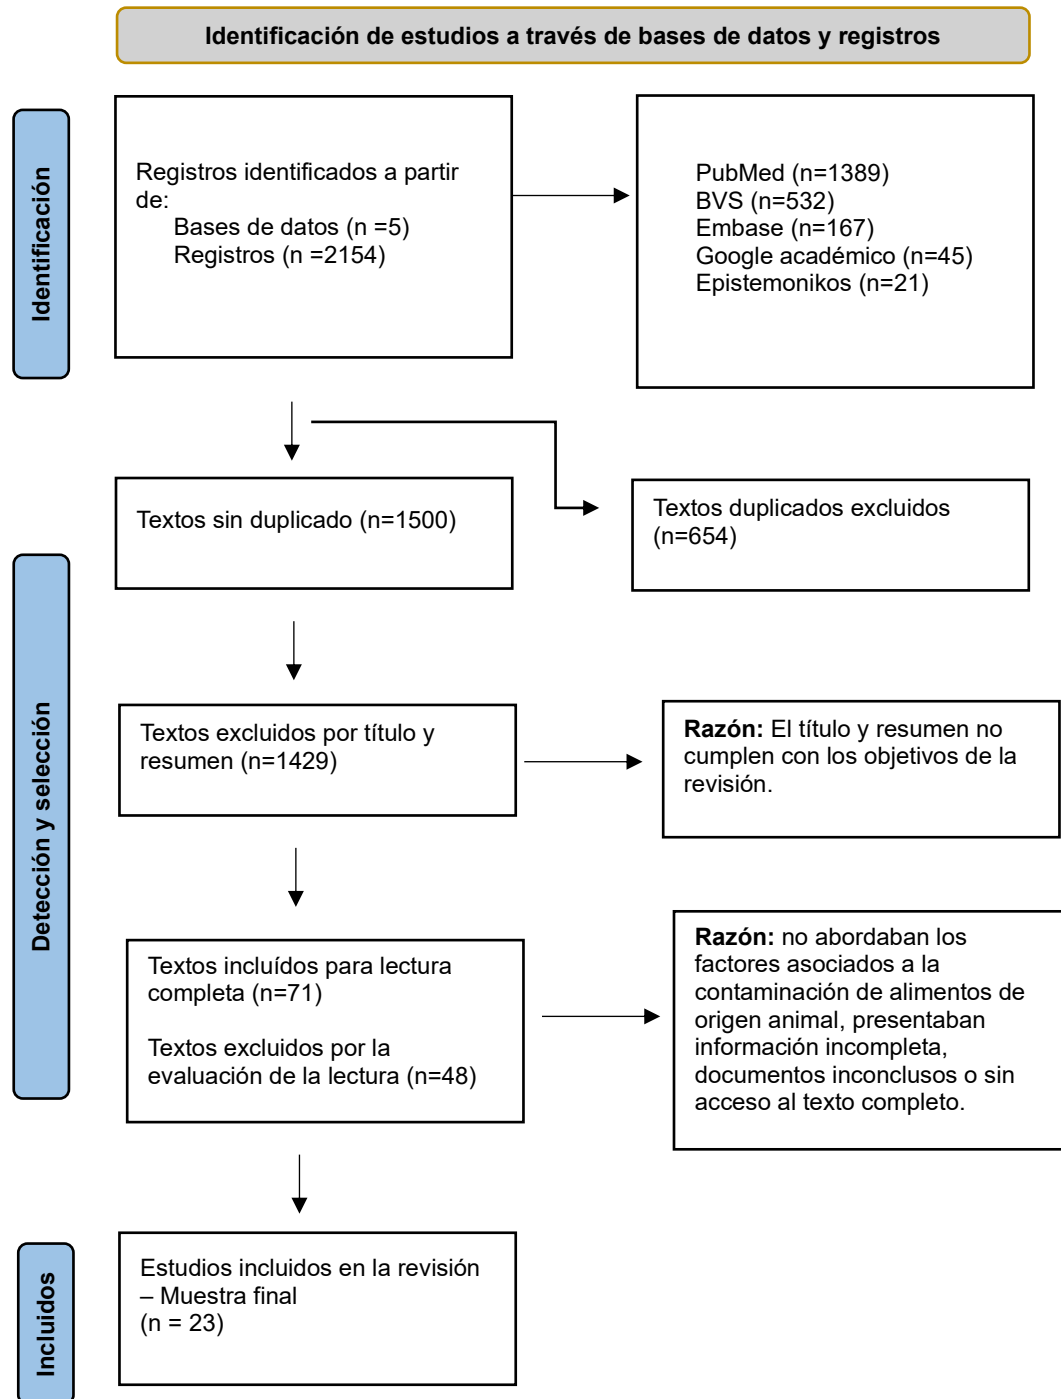 Identificación de estudios a través de bases de datos y registros
Identificación
Registros identificados a partir
de:
Bases de datos (n =5)
Registros (n =2154)
PubMed (n=1389)
BVS (n=532)
Embase (n=167)
Google académico (n=45)
Epistemonikos (n=21)
Detección y selección
Textos sin duplicado (n=1500)
Textos duplicados excluidos
(n=654)
Textos excluidos por título y
resumen (n=1429)
Razón: El título y resumen no
cumplen con los objetivos de la
revisión.
Textos incluídos para lectura
completa (n=71)
Textos excluidos por la
evaluación de la lectura (n=48)
Razón: no abordaban los
factores asociados a la
contaminación de alimentos de
origen animal, presentaban
información incompleta,
documentos inconclusos o sin
acceso al texto completo.
Incluidos
Estudios incluidos en la revisión
– Muestra final
(n = 23)